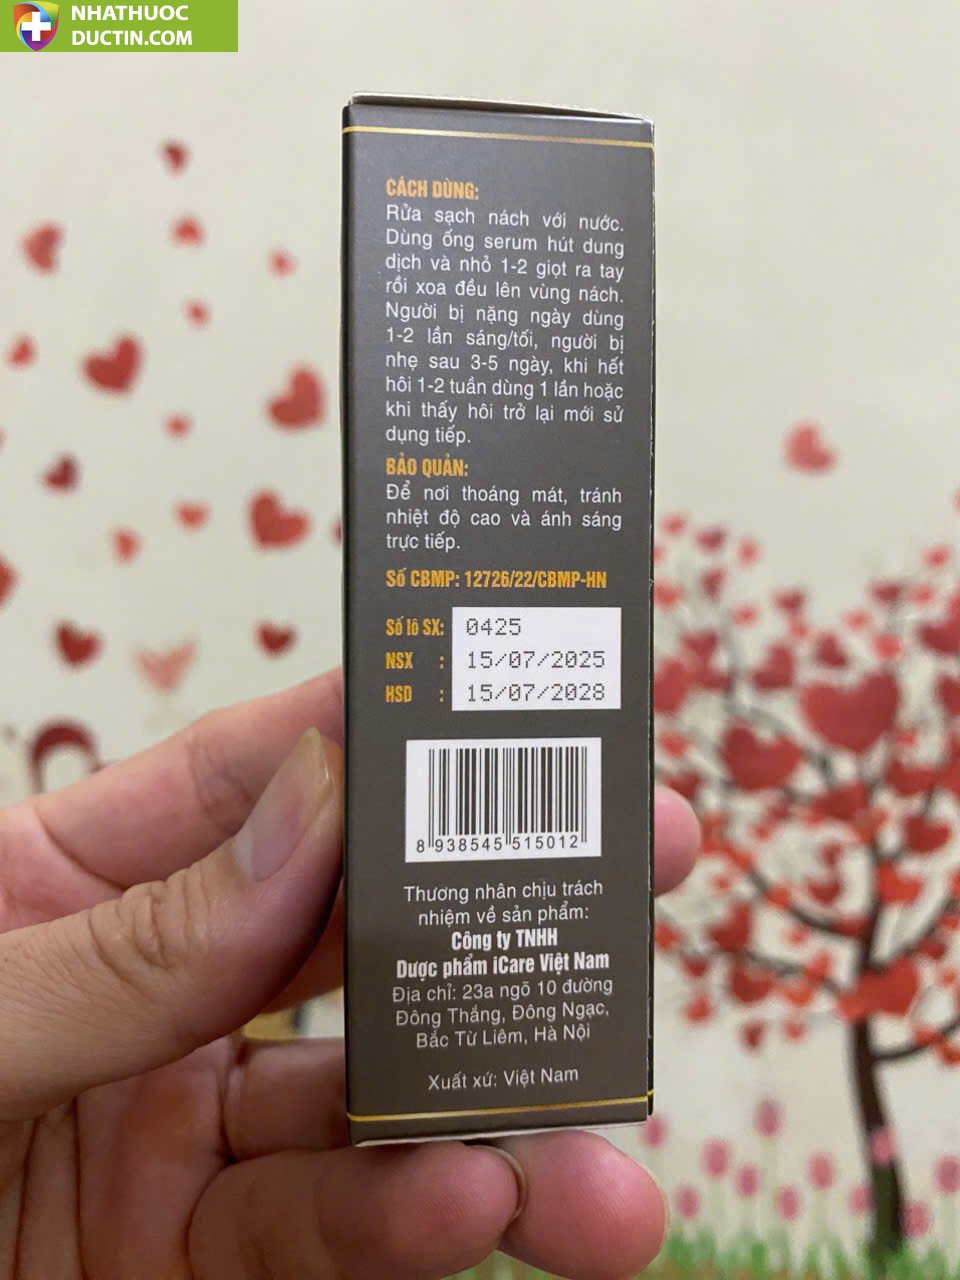 NHATHUOC
DUCTIN.COM
CÁCH DÙNG:
Rửa sạch nách với nước.
Dùng ống serum hút dung
dịch và nhỏ 1-2 giọt ra tay
rồi xoa đều lên vùng nách.
Người bị nặng ngày dùng
1-2 lần sáng/tối, người bị
nhẹ sau 3-5 ngày, khi hết
hôi 1-2 tuần dùng 1 lần hoặc
khi thấy hôi trở lại mới sử
dụng tiếp.
BẢO QUẢN:
Để nơi thoáng mát, tránh
nhiệt độ cao và ánh sáng
trực tiếp.
Số CBMP: 12726/22/CBMP-HN
Số lô SX: 0425
NSX : 15/07/2025
HSD : 15/07/2028
8 938545 515012
Thương nhân chịu trách
nhiệm về sản phẩm:
Công ty TNHH
Dược phẩm iCare Việt Nam
Địa chỉ: 23a ngõ 10 đường
Đông Thắng, Đông Ngạc,
Bắc Từ Liêm, Hà Nội
Xuất xứ: Việt Nam